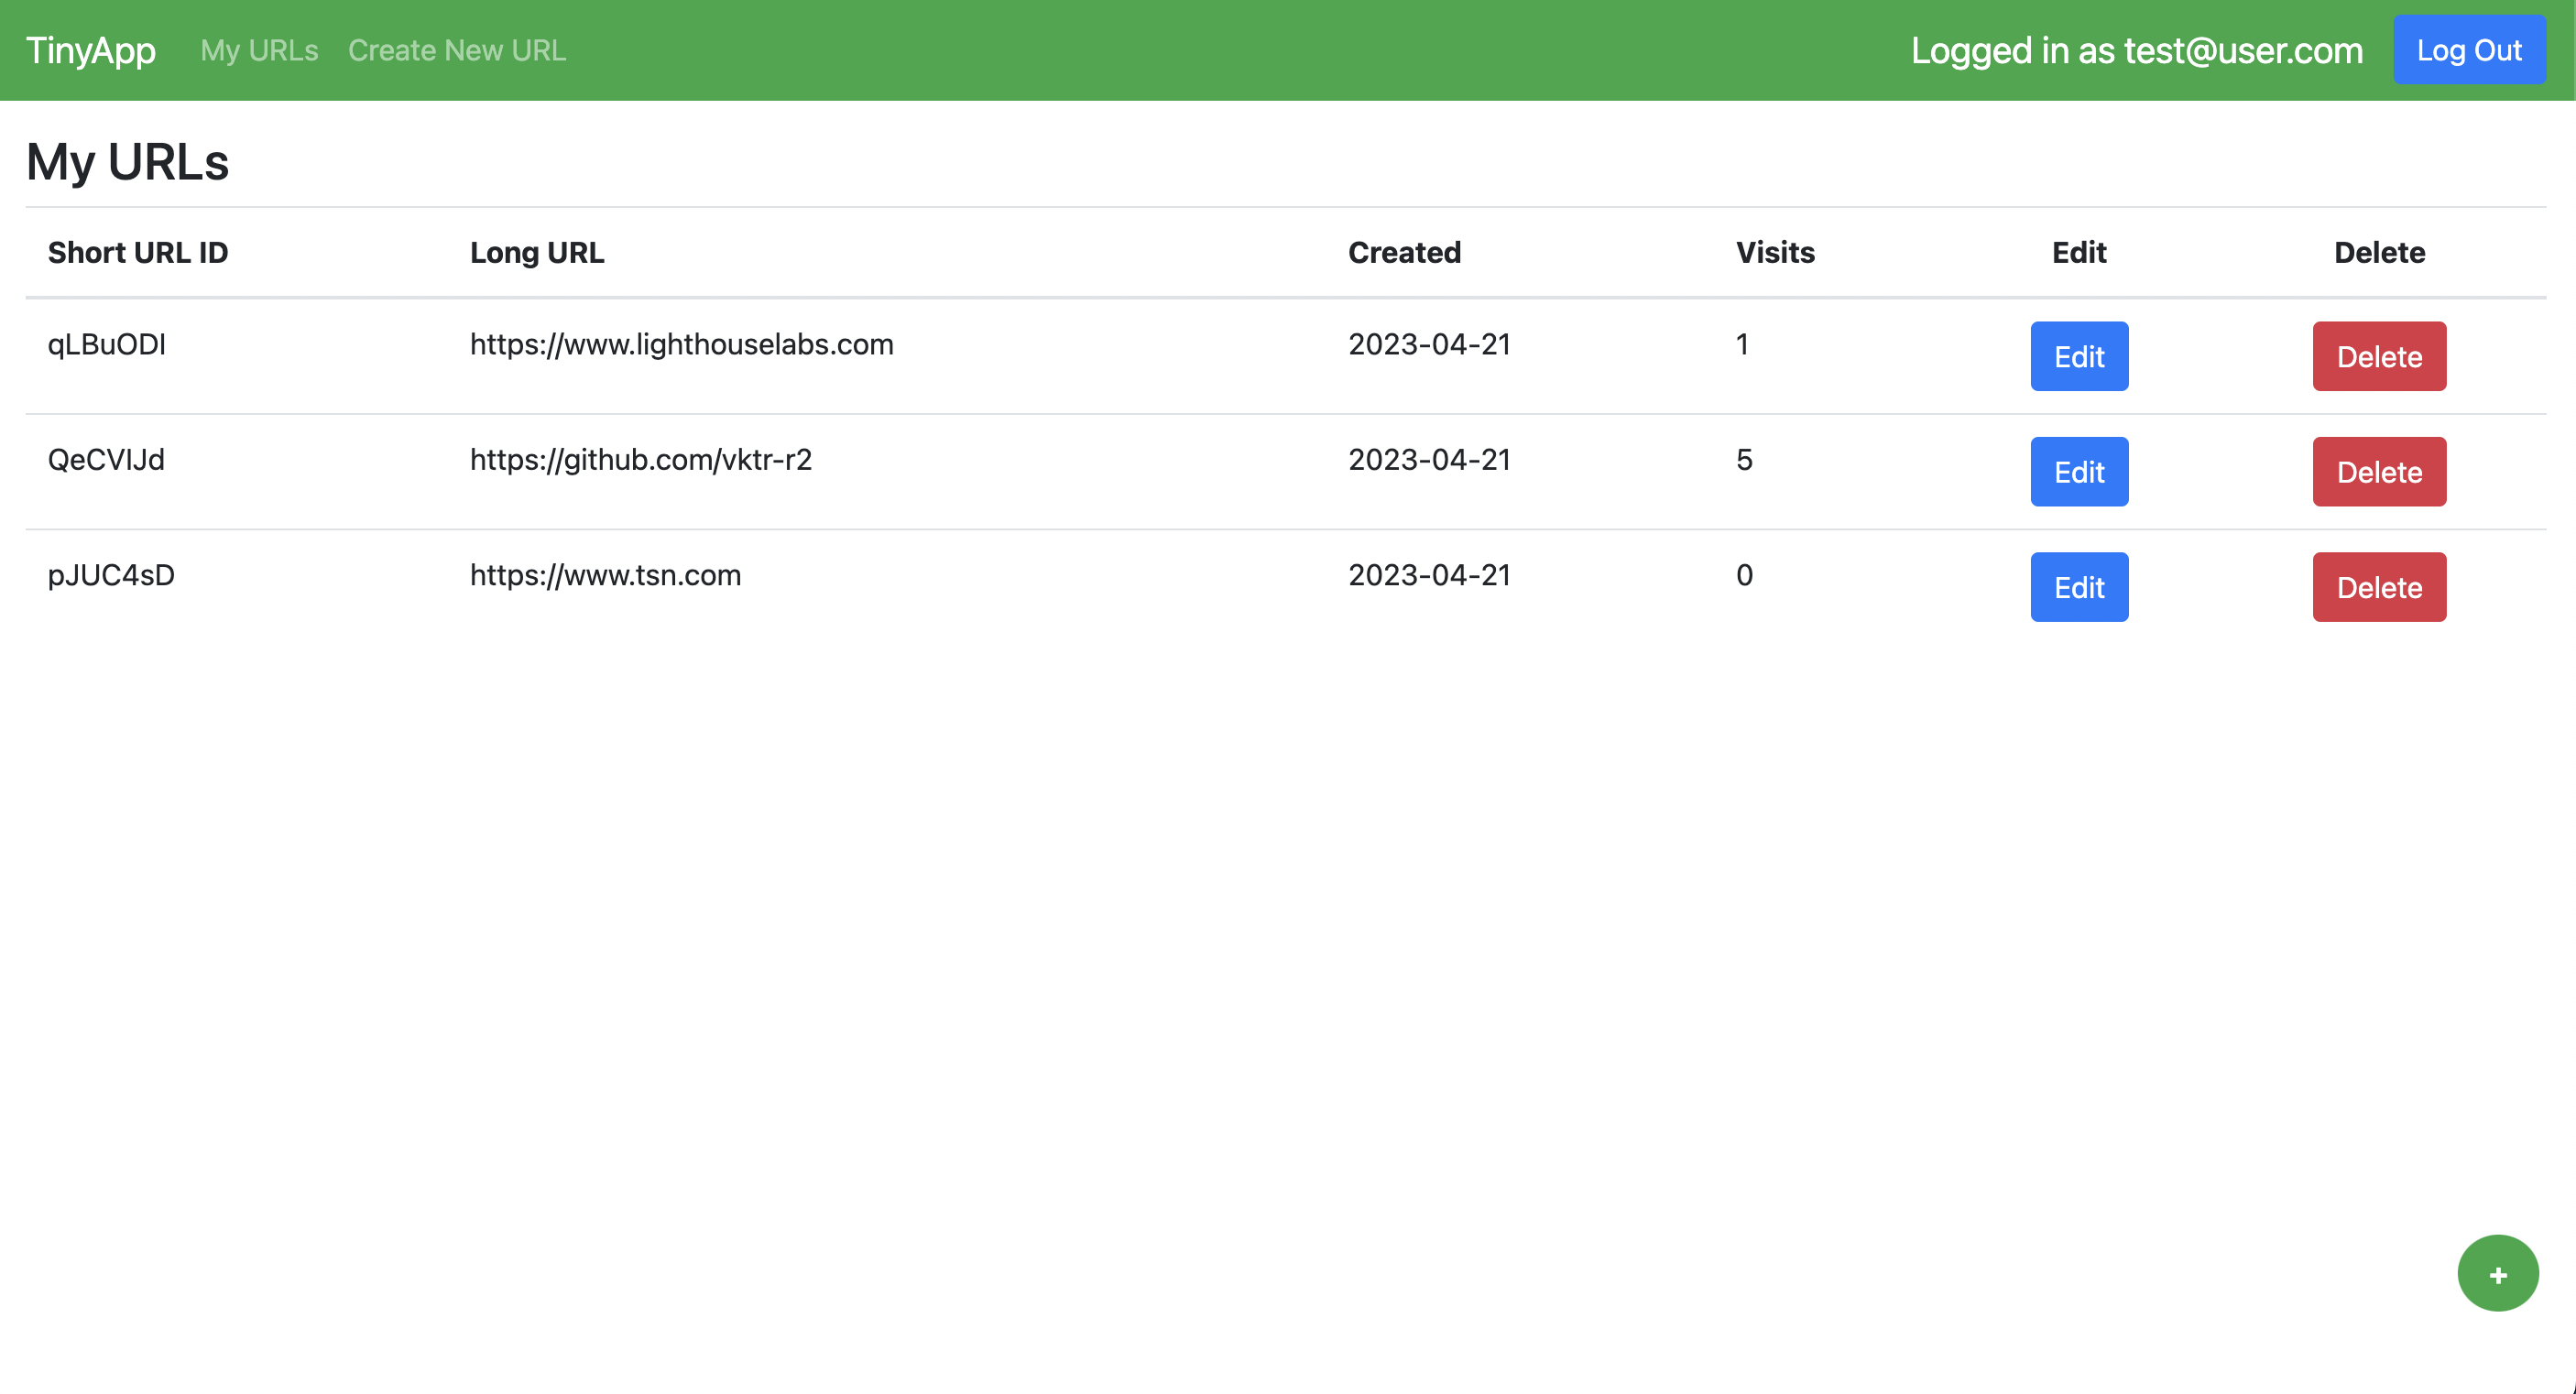 TinyApp My URLs Create New URL Logged in as test@user.com Log Out
My URLs
Short URL ID Long URL Created Visits Edit Delete
qLBuODI https://www.lighthouselabs.com 2023-04-21 1 Edit Delete
QeCVIJd https://github.com/vktr-r2 2023-04-21 5 Edit Delete
pJUC4sD https://www.tsn.com 2023-04-21 0 Edit Delete
+